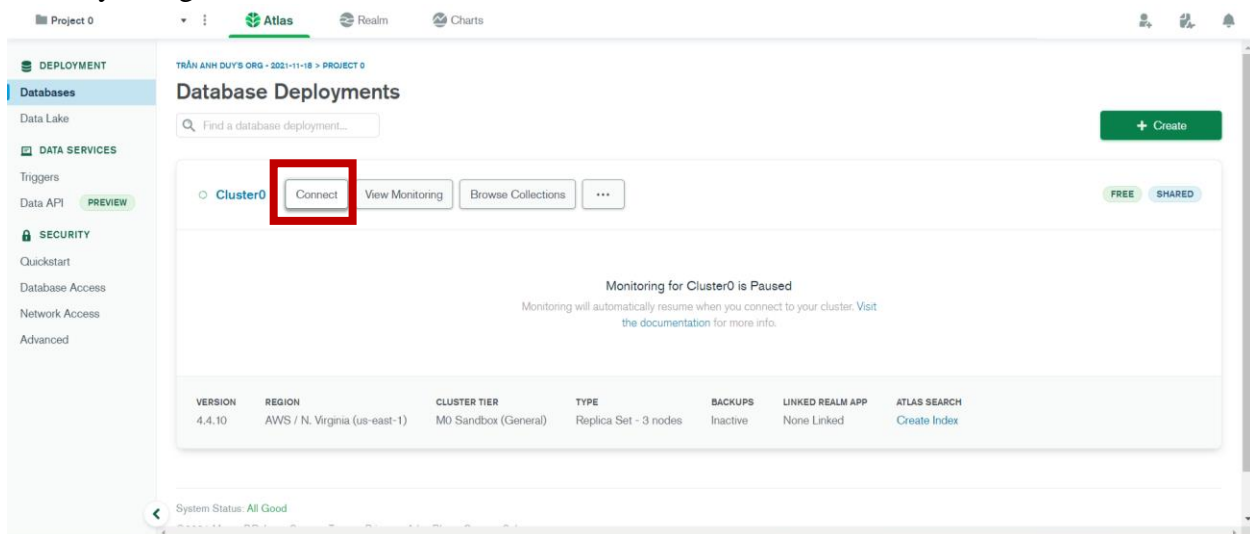 Project 0
Atlas
Realm
Charts
DEPLOYMENT
Databases
Data Lake
DATA SERVICES
Triggers
Data API PREVIEW
SECURITY
Quickstart
Database Access
Network Access
Advanced
TRẦN ANH DUY'S ORG - 2021-11-18 > PROJECT 0
Database Deployments
Find a database deployment...
+ Create
Cluster0 Connect View Monitoring Browse Collections ...
FREE SHARED
Monitoring for Cluster0 is Paused
Monitoring will automatically resume when you connect to your cluster. Visit
the documentation for more info.
VERSION REGION CLUSTER TIER TYPE BACKUPS LINKED REALM APP ATLAS SEARCH
4.4.10 AWS / N. Virginia (us-east-1) M0 Sandbox (General) Replica Set - 3 nodes Inactive None Linked Create Index
System Status: All Good